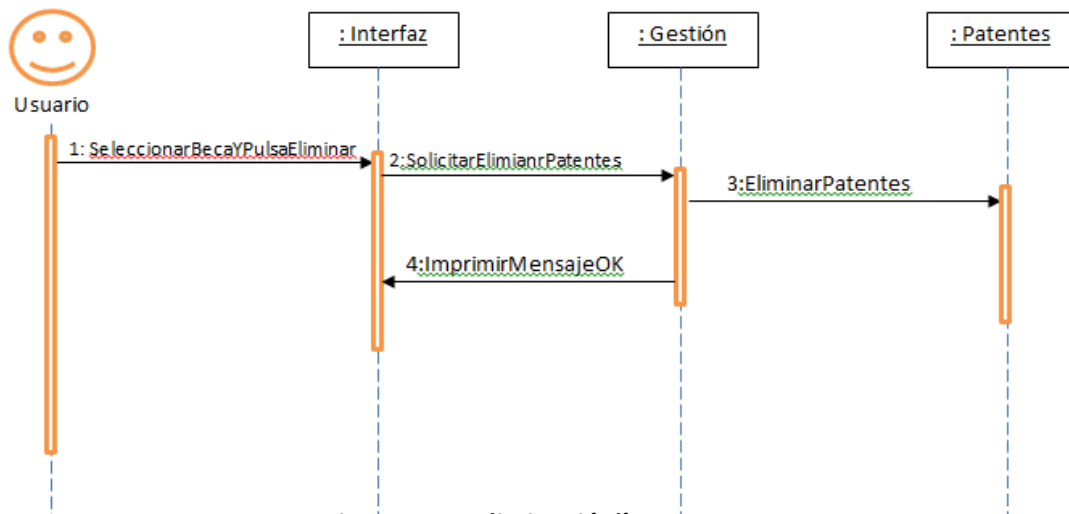 : Interfaz
: Gestión
: Patentes
Usuario
1: SeleccionarBecaYPulsaEliminar
2:SolicitarElimianrPatentes
3:EliminarPatentes
4:ImprimirMensajeOK